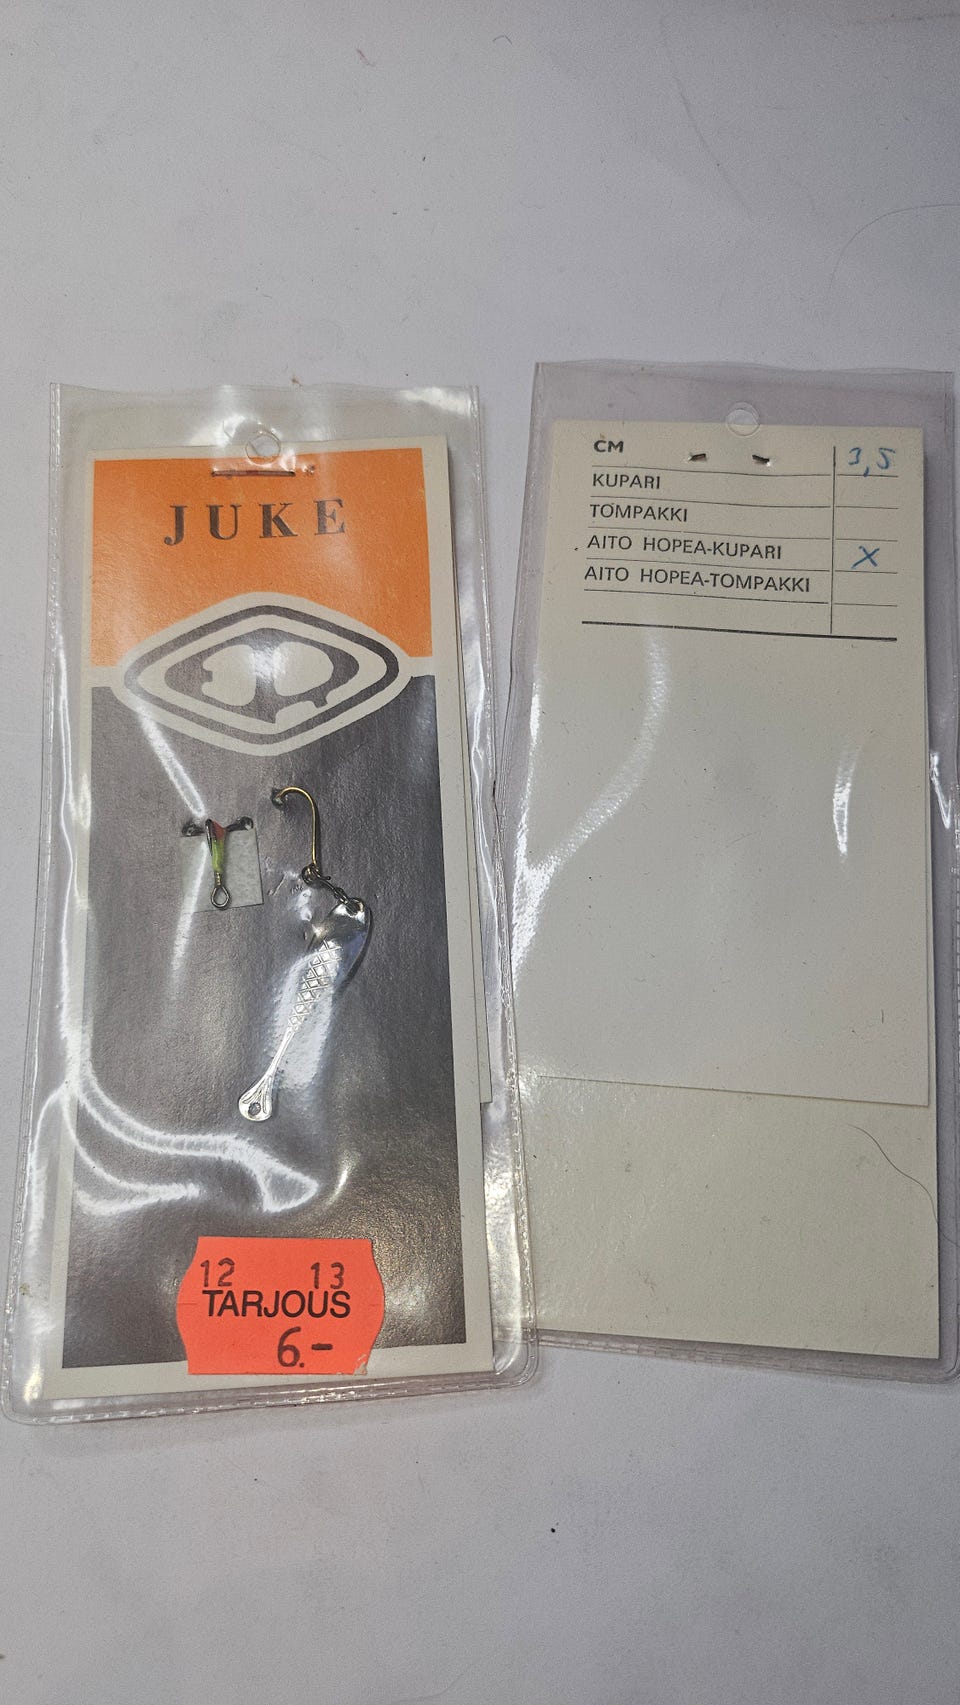 JUKE
12 13
TARJOUS
6.-
CM 3,5
KUPARI
TOMPAKKI
AITO HOPEA-KUPARI X
AITO HOPEA-TOMPAKKI